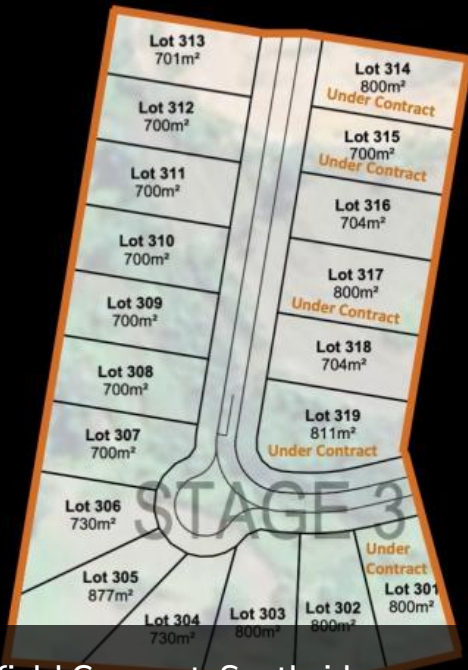 Lot 313
701m²
Lot 314
800m²
Under Contract
Lot 312
700m²
Lot 315
700m²
Under Contract
Lot 311
700m²
Lot 316
704m²
Lot 310
700m²
Lot 317
800m²
Under Contract
Lot 309
700m²
Lot 318
704m²
Lot 308
700m²
Lot 319
811m²
Under Contract
Lot 307
700m²
STAGE 3
Lot 306
730m²
Lot 305
877m²
Lot 304
730m²
Lot 303
800m²
Lot 302
800m²
Under
Contract
Lot 301
800m²